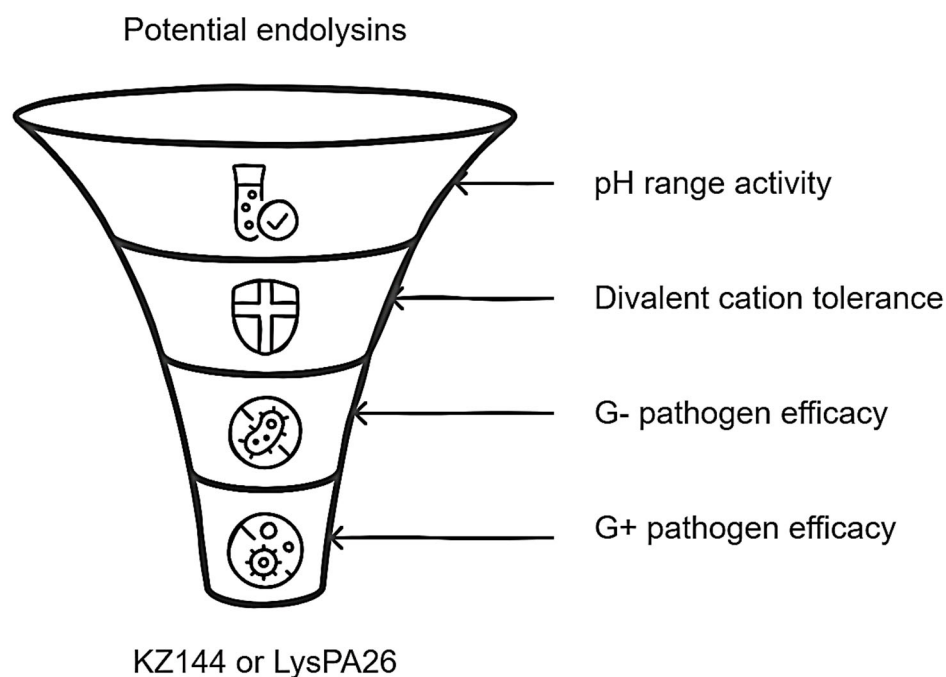 Potential endolysins
pH range activity
Divalent cation tolerance
G- pathogen efficacy
G+ pathogen efficacy
KZ144 or LysPA26